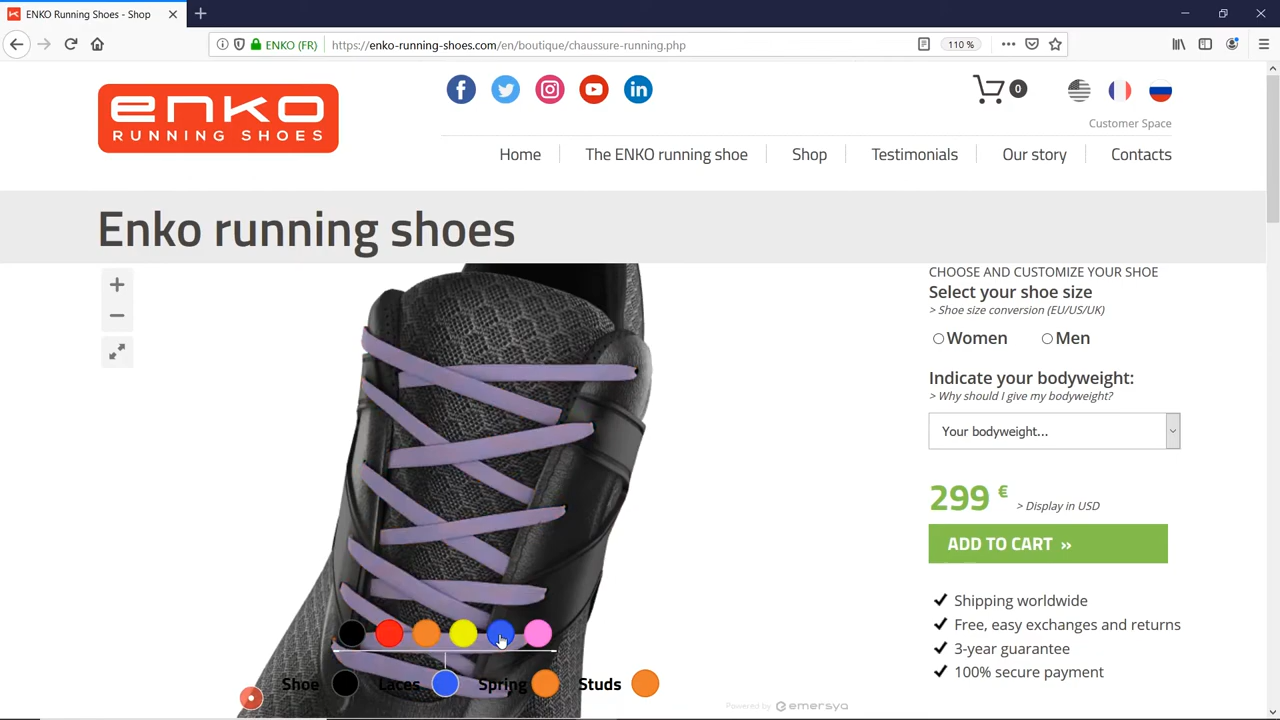 ENKO Running Shoes - Shop
ENKO (FR)
https://enko-running-shoes.com/en/boutique/chaussure-running.php
110 %
enko
RUNNING SHOES
0
Customer Space
Home
The ENKO running shoe
Shop
Testimonials
Our story
Contacts
Enko running shoes
CHOOSE AND CUSTOMIZE YOUR SHOE
Select your shoe size
> Shoe size conversion (EU/US/UK)
Women
Men
Indicate your bodyweight:
> Why should I give my bodyweight?
Your bodyweight...
299 €
> Display in USD
ADD TO CART »
Shipping worldwide
Free, easy exchanges and returns
3-year guarantee
100% secure payment
Shoe
Laces
Spring
Studs
Powered by emersya